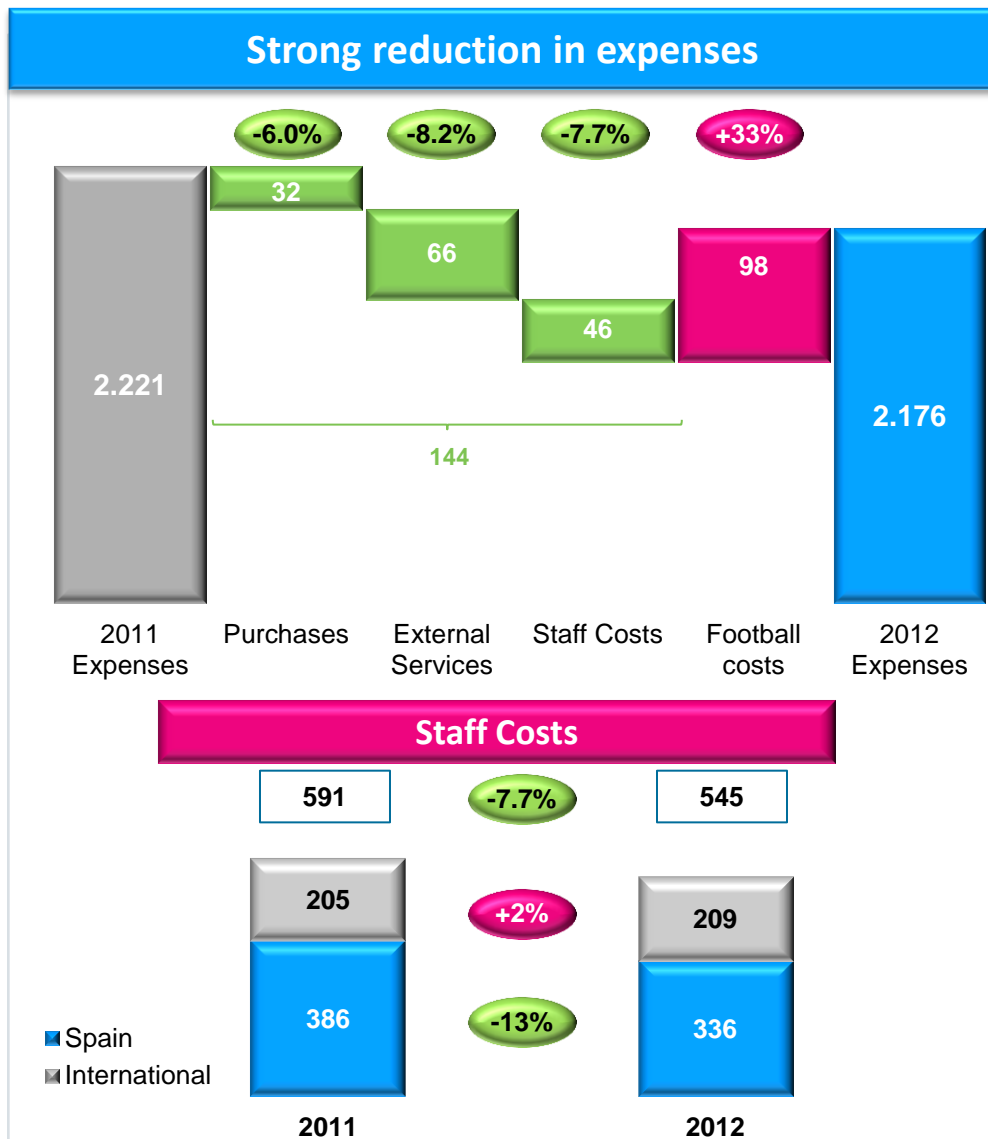 Strong reduction in expenses
-6.0%
-8.2%
-7.7%
+33%
32
66
46
98
2.221
2.176
144
2011
Expenses
Purchases
External
Services
Staff Costs
Football
costs
2012
Expenses
Staff Costs
591
-7.7%
545
205
+2%
209
386
-13%
336
Spain
International
2011
2012